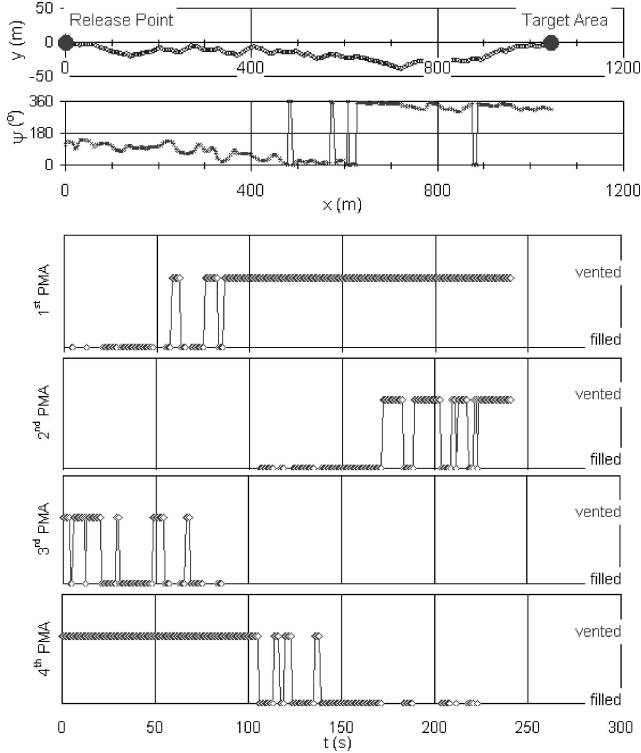 50
Release Point
Target Area
y (m)
0
-50
0
400
800
1200
360
180
0
Ψ (º)
0
400
800
1200
x (m)
1st PMA
vented
filled
2nd PMA
vented
filled
3rd PMA
vented
filled
4th PMA
vented
filled
0
50
100
150
200
250
300
t (s)